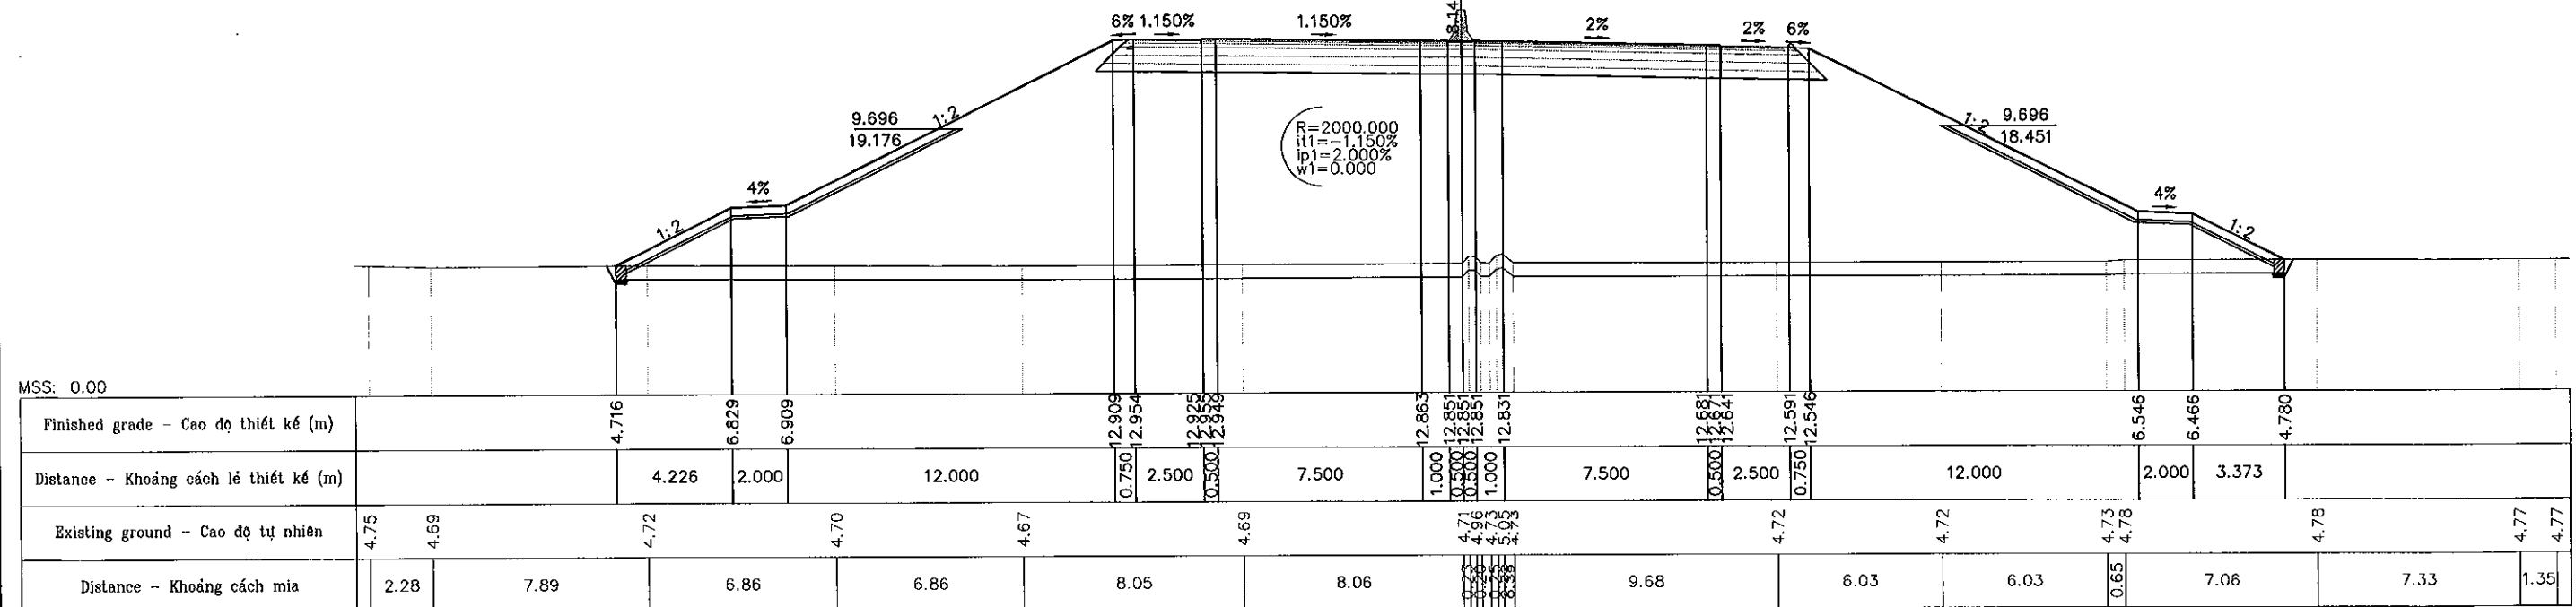 6% 1.150% 1.150% 2% 2% 6%
9.696 1:2
19.176
R=2000.000
it1=-1.150%
ip1=2.000%
w1=0.000
1:2 9.696
18.451
4% 4%
1:2 1:2
MSS: 0.00
Finished grade - Cao độ thiết kế (m) 4.716 6.829 6.909 12.909 12.954 12.925 12.955 12.949 12.863 12.851 12.851 12.851 12.831 12.681 12.671 12.641 12.591 12.546 6.546 6.466 4.780
Distance - Khoảng cách lẻ thiết kế (m) 4.226 2.000 12.000 0.750 2.500 0.500 7.500 1.000 0.500 0.500 1.000 7.500 0.500 2.500 0.750 12.000 2.000 3.373
Existing ground - Cao độ tự nhiên 4.75 4.69 4.72 4.70 4.67 4.69 4.71 4.96 4.73 5.05 4.73 4.72 4.72 4.73 4.78 4.78 4.77 4.77
Distance - Khoảng cách mia 2.28 7.89 6.86 6.86 8.05 8.06 9.68 6.03 6.03 0.65 7.06 7.33 1.35